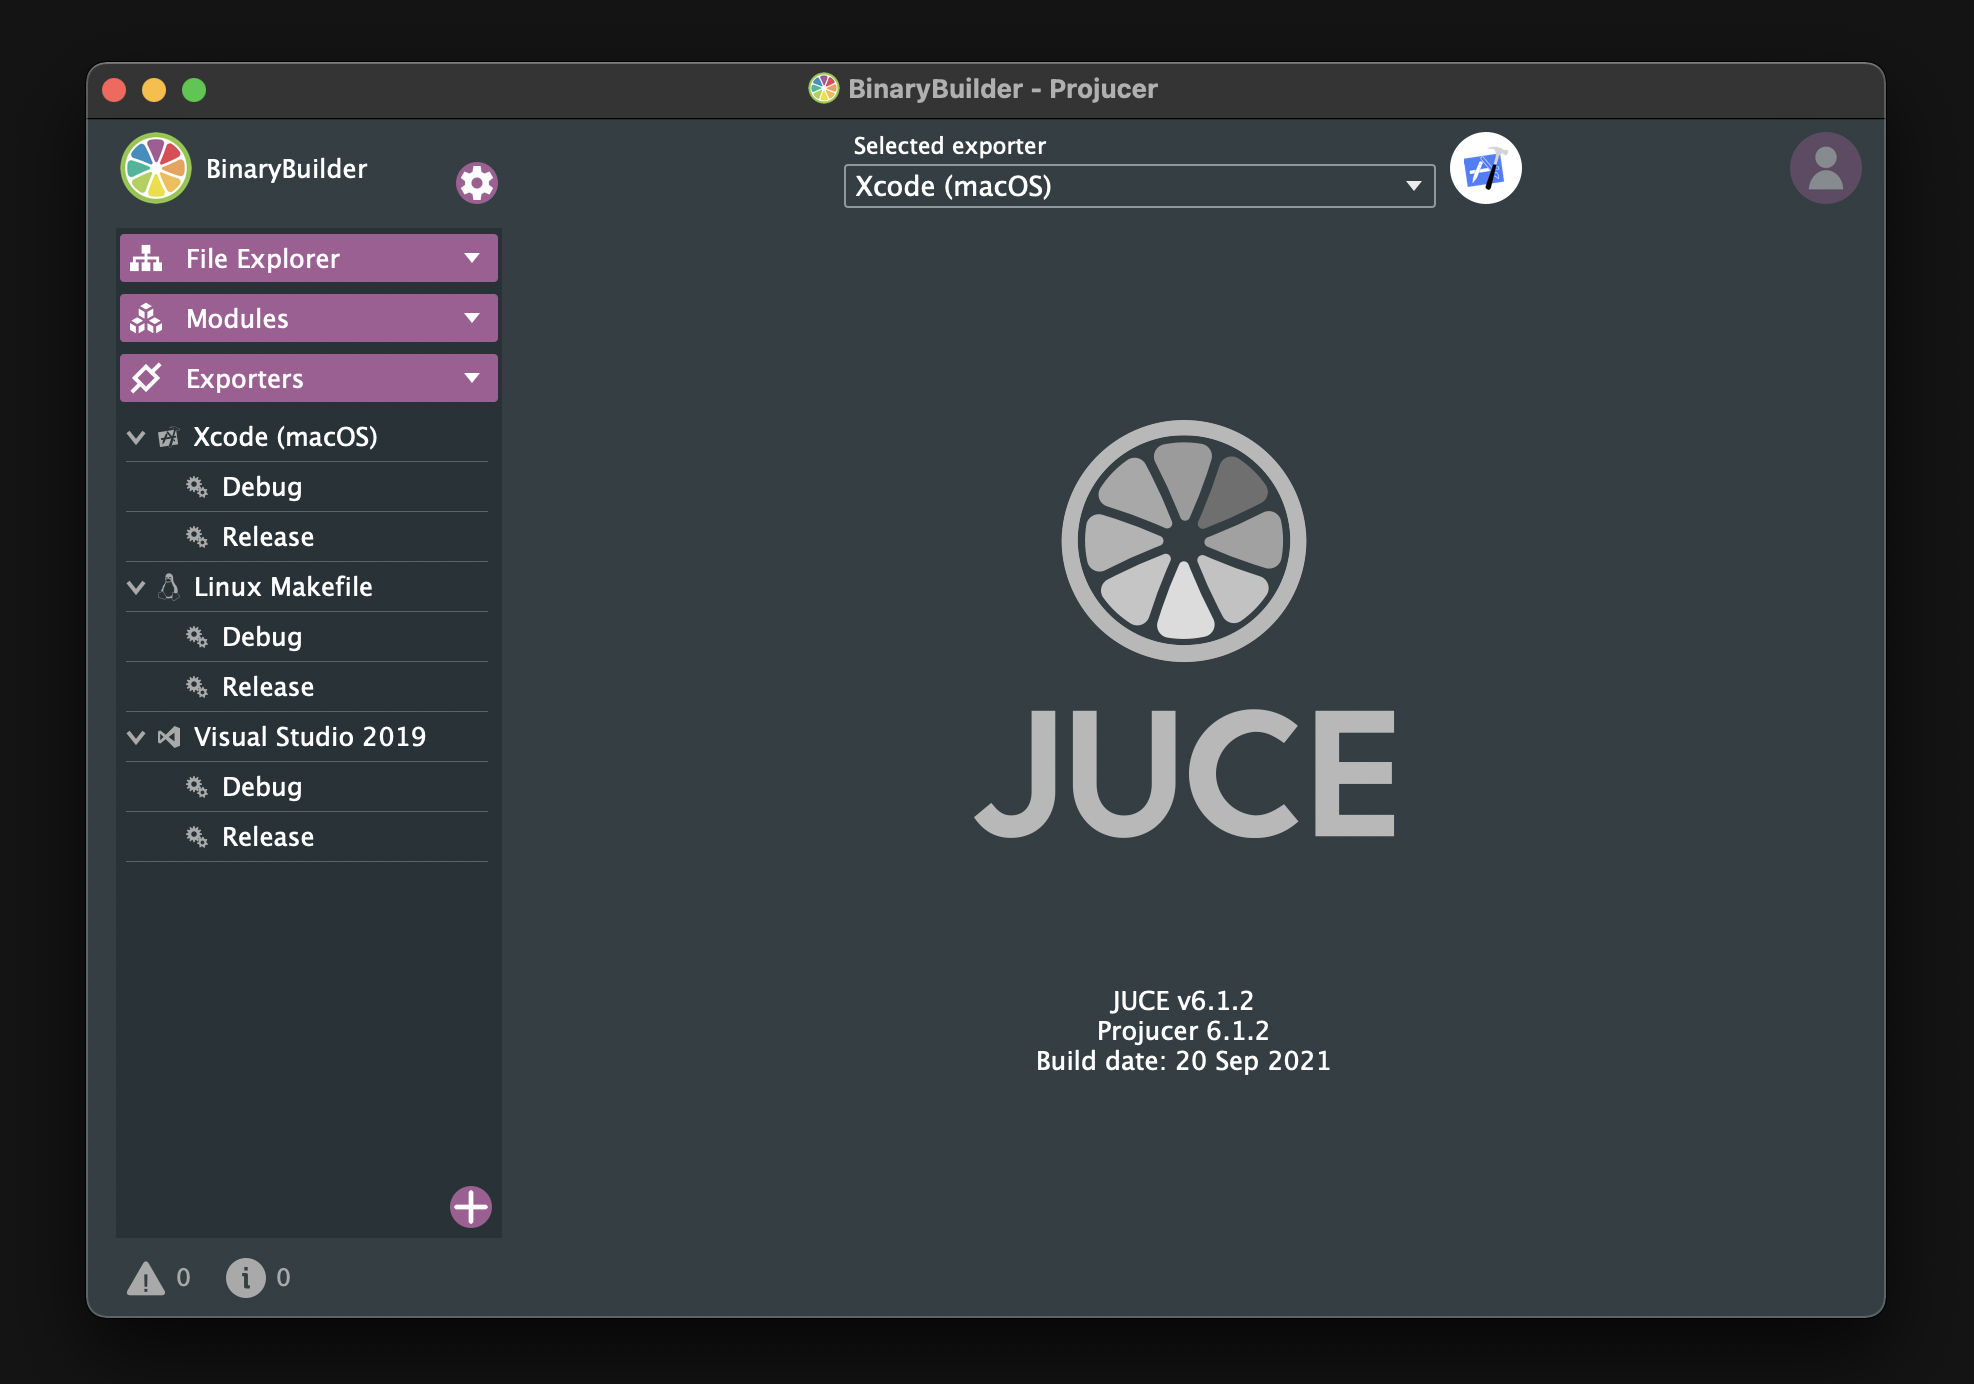 BinaryBuilder - Projucer
BinaryBuilder
Selected exporter
Xcode (macOS)
File Explorer
Modules
Exporters
Xcode (macOS)
Debug
Release
Linux Makefile
Debug
Release
Visual Studio 2019
Debug
Release
JUCE
JUCE v6.1.2
Projucer 6.1.2
Build date: 20 Sep 2021
0
0